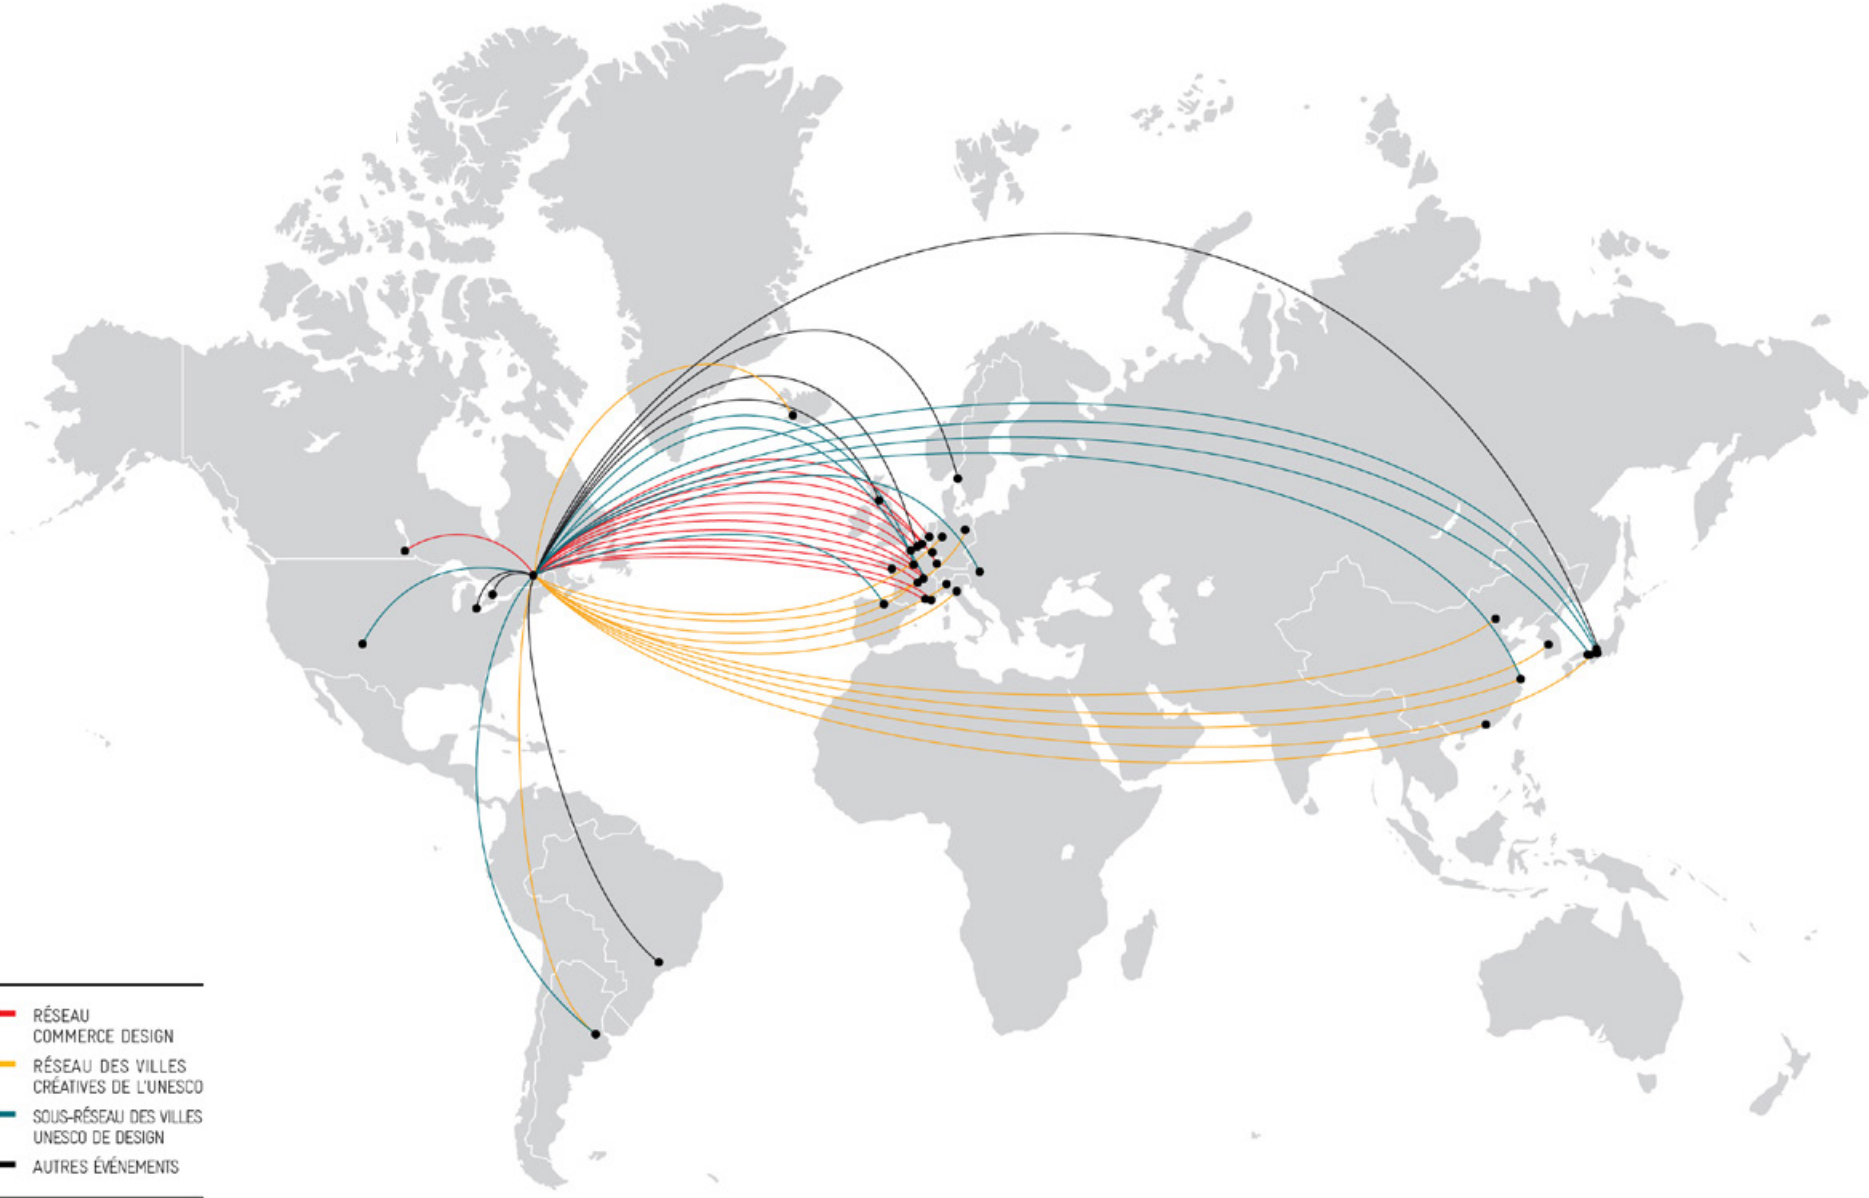 RÉSEAU
COMMERCE DESIGN
RÉSEAU DES VILLES
CRÉATIVES DE L'UNESCO
SOUS-RÉSEAU DES VILLES
UNESCO DE DESIGN
AUTRES ÉVÉNEMENTS